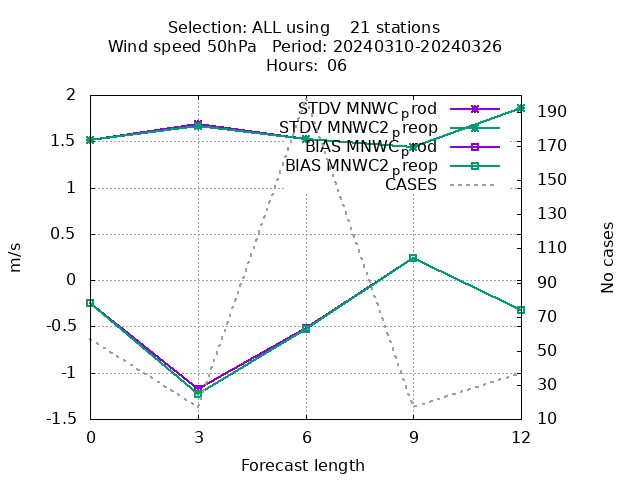 Selection: ALL using    21 stations
Wind speed 50hPa   Period: 20240310-20240326
Hours: 06
STDV MNWC_prod
STDV MNWC2_preop
BIAS MNWC_prod
BIAS MNWC2_preop
CASES
2
1.5
1
0.5
0
-0.5
-1
-1.5
m/s
190
170
150
130
110
90
70
50
30
10
No cases
0 3 6 9 12
Forecast length